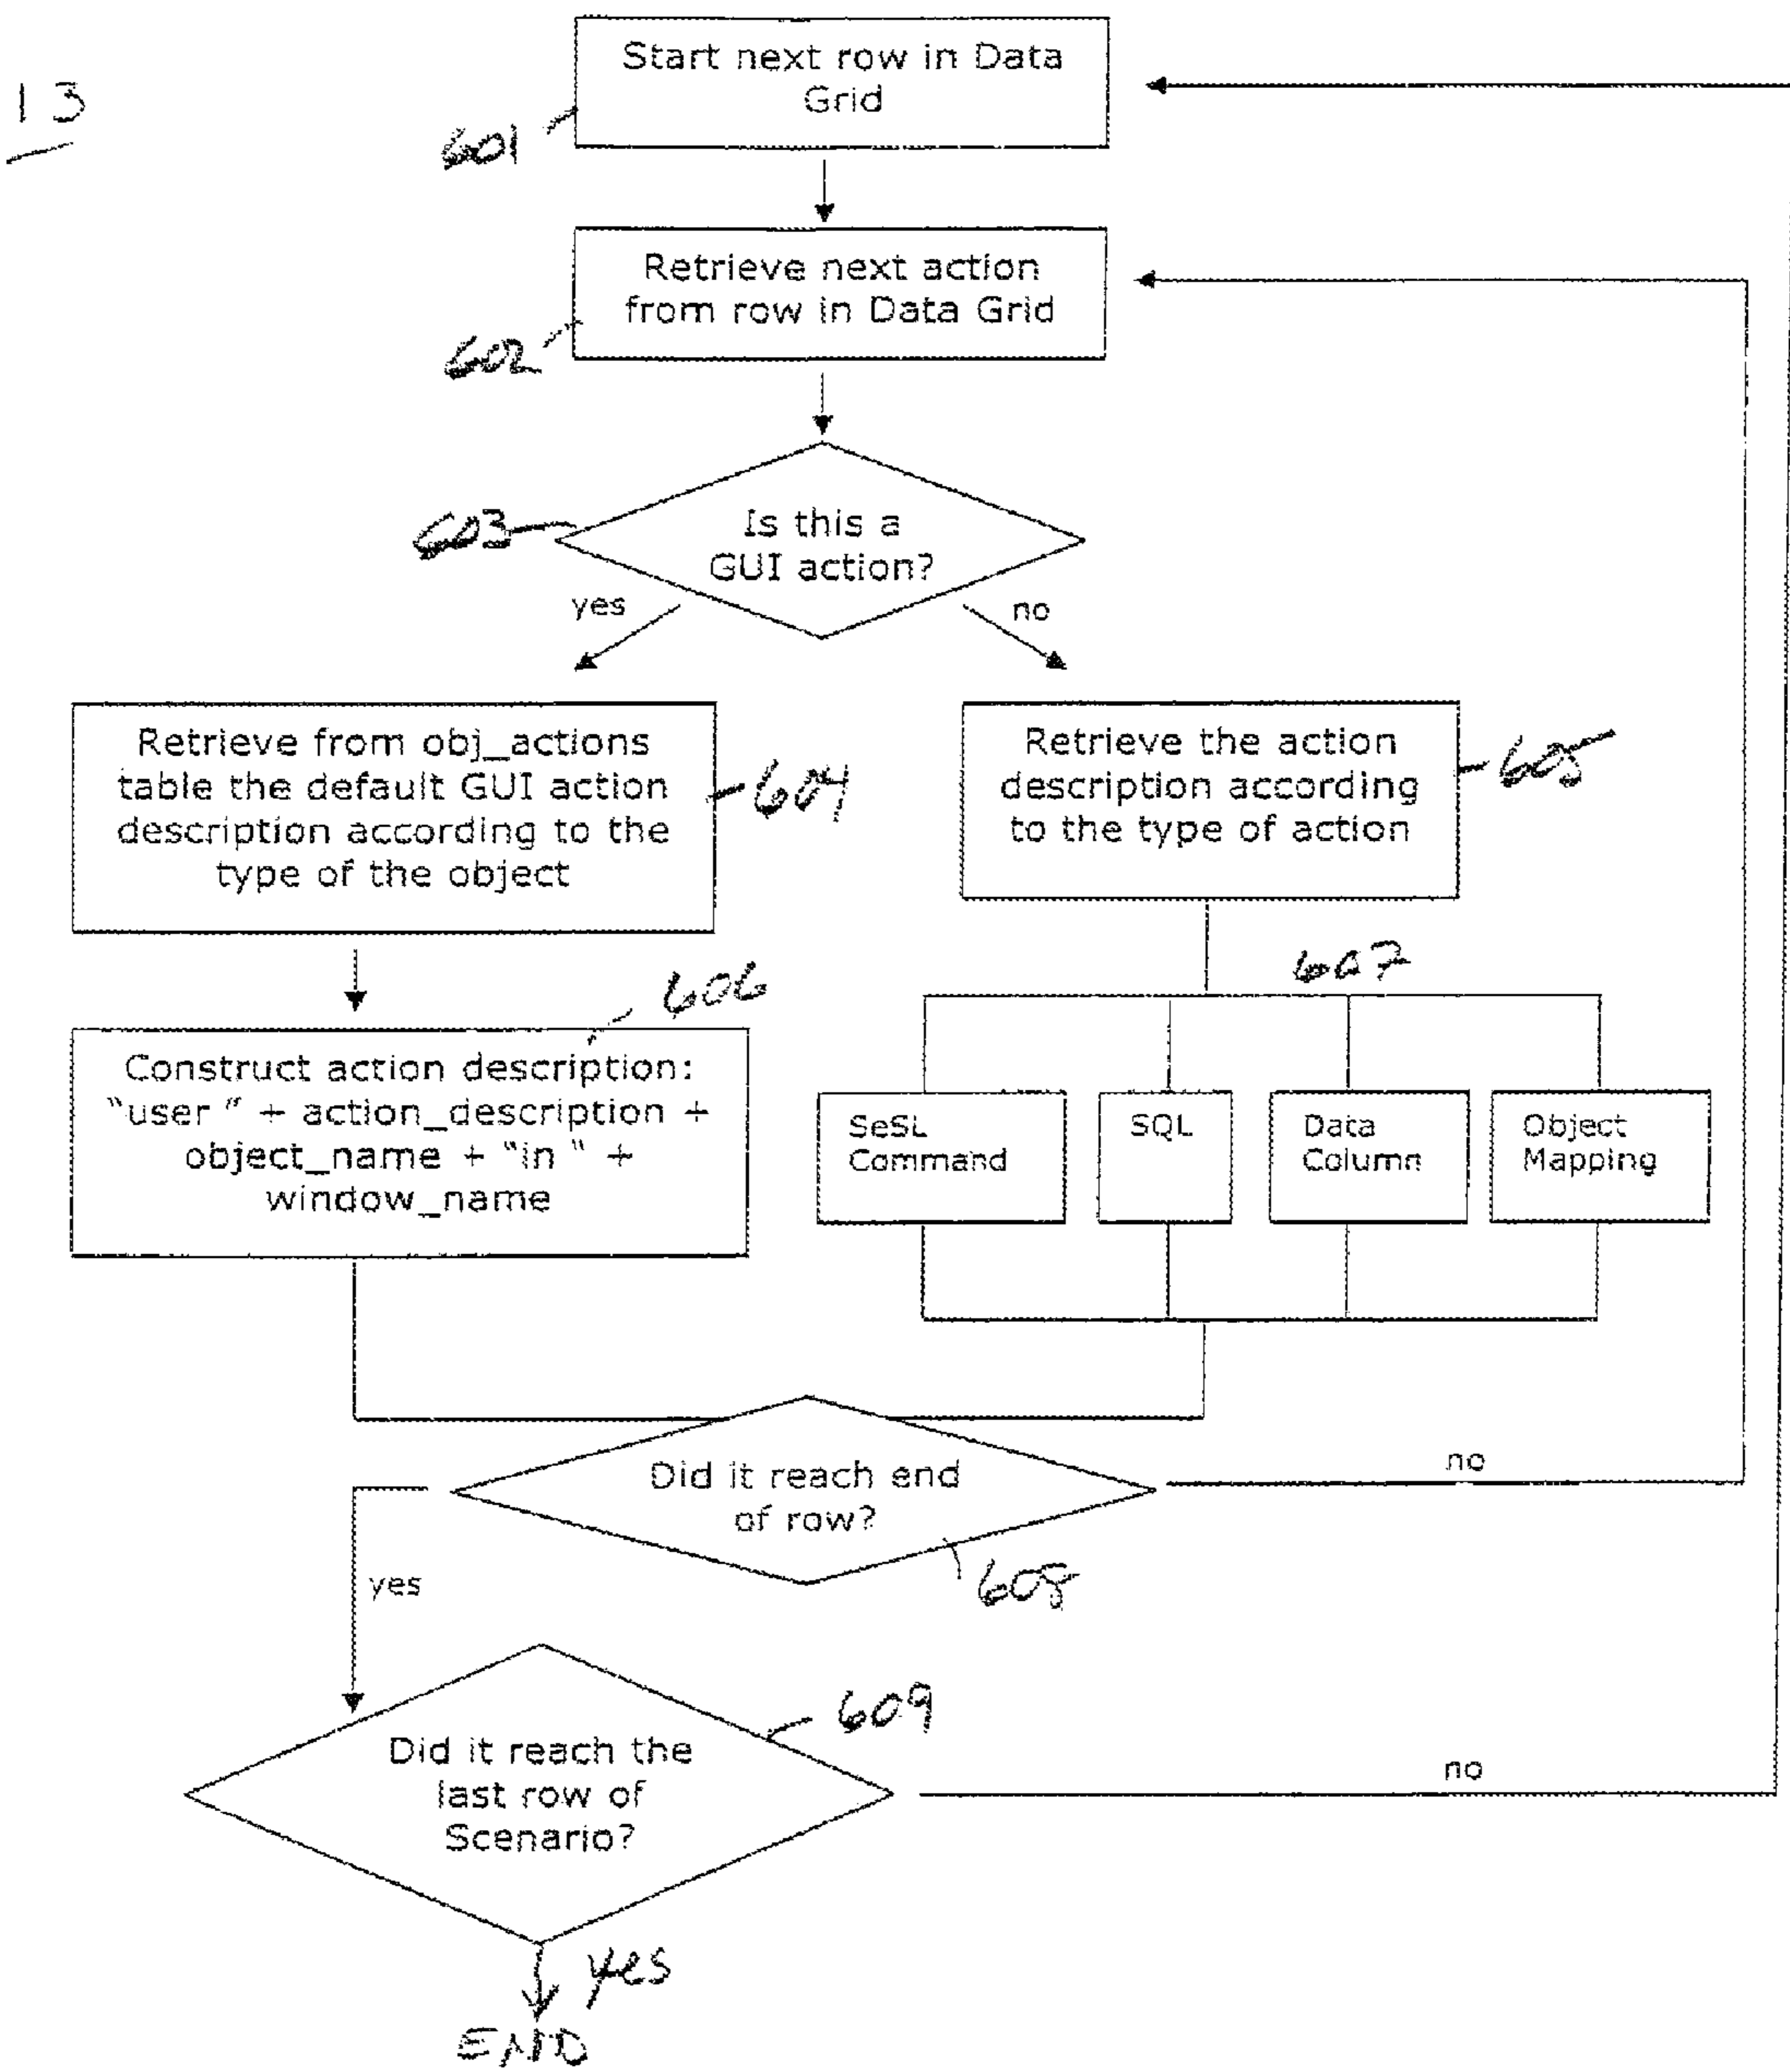 13
Start next row in Data
Grid
601
Retrieve next action
from row in Data Grid
602
603
Is this a
GUI action?
yes
no
Retrieve from obj_actions
table the default GUI action
description according to the
type of the object
604
Retrieve the action
description according
to the type of action
605
606
607
Construct action description:
"user " + action_description +
object_name + "in " +
window_name
SeSL
Command
SQL
Data
Column
Object
Mapping
Did it reach end
of row?
no
608
yes
609
Did it reach the
last row of
Scenario?
no
yes
END